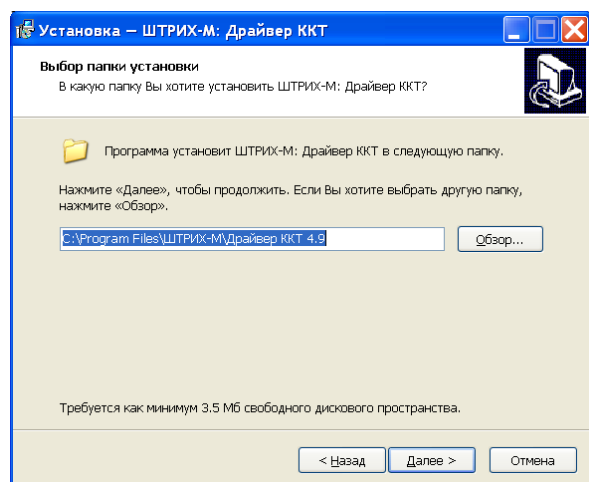 Установка — ШТРИХ-М: Драйвер ККТ
Выбор папки установки
В какую папку Вы хотите установить ШТРИХ-М: Драйвер ККТ?
Программа установит ШТРИХ-М: Драйвер ККТ в следующую папку.
Нажмите «Далее», чтобы продолжить. Если Вы хотите выбрать другую папку,
нажмите «Обзор».
C:\Program Files\ШТРИХ-М\Драйвер ККТ 4.9
Обзор...
Требуется как минимум 3.5 Мб свободного дискового пространства.
< Назад
Далее >
Отмена